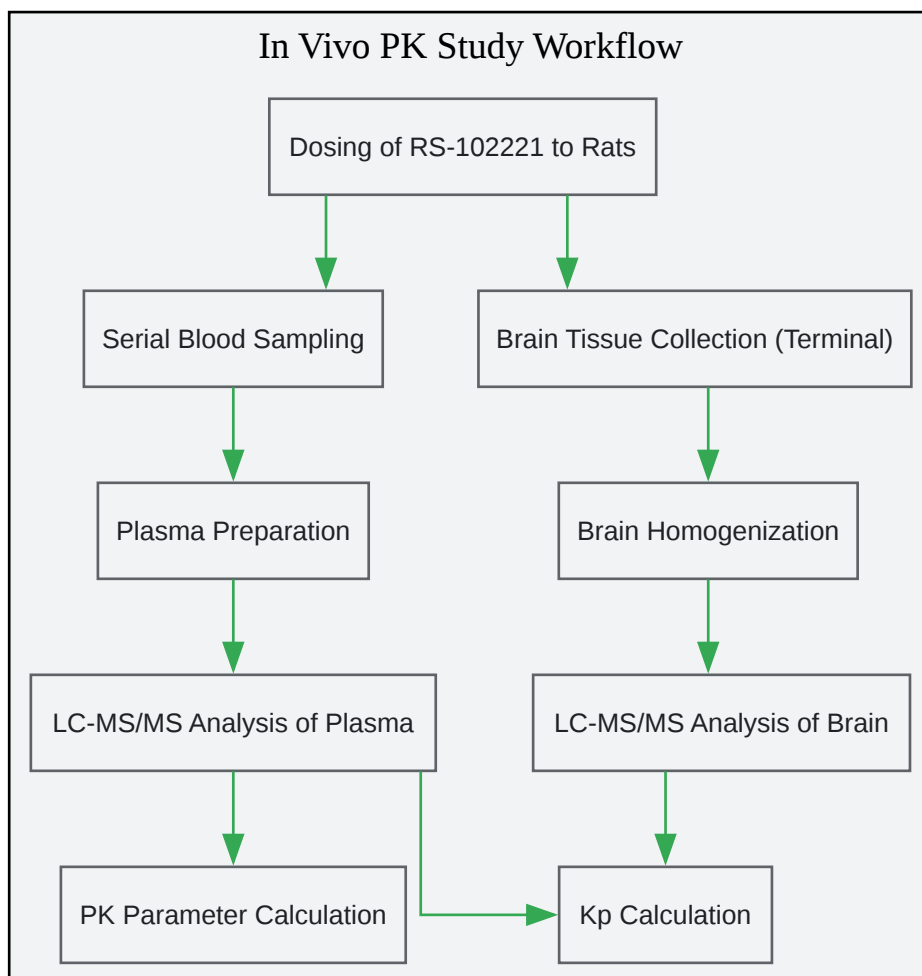 In Vivo PK Study Workflow
Dosing of RS-102221 to Rats
Serial Blood Sampling
Brain Tissue Collection (Terminal)
Plasma Preparation
Brain Homogenization
LC-MS/MS Analysis of Plasma
LC-MS/MS Analysis of Brain
PK Parameter Calculation
Kp Calculation